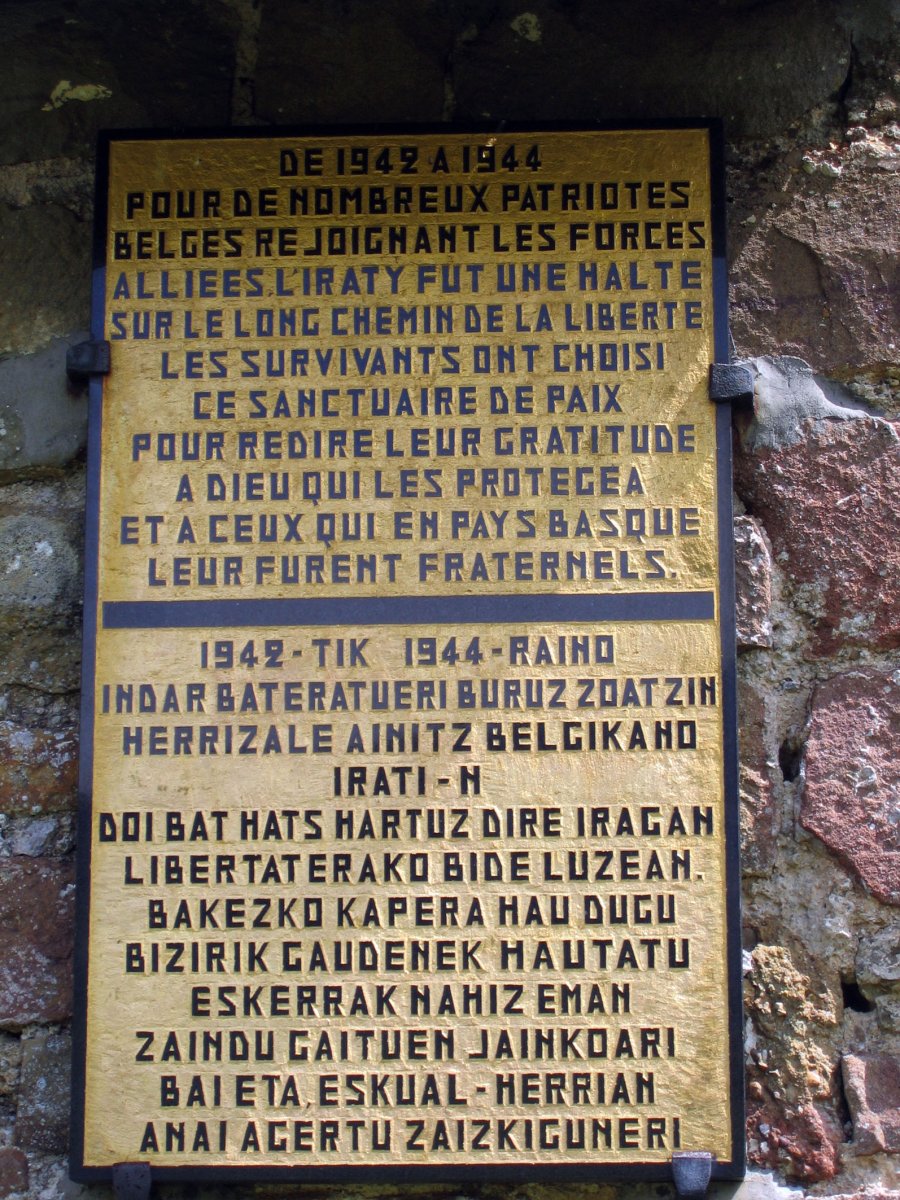 DE 1942 A 1944
POUR DE NOMBREUX PATRIOTES
BELGES REJOIGNANT LES FORCES
ALLIEES. L'IRATY FUT UNE HALTE
SUR LE LONG CHEMIN DE LA LIBERTE
LES SURVIVANTS ONT CHOISI
CE SANCTUAIRE DE PAIX
POUR REDIRE LEUR GRATITUDE
A DIEU QUI LES PROTEGEA
ET A CEUX QUI EN PAYS BASQUE
LEUR FURENT FRATERNELS.
1942-TIK 1944-RAINO
INDAR BATERATUERI BURUZ ZOATZIN
HERRIZALE AINITZ BELGIKANO
IRATI-N
DOI BAT HATS HARTUZ DIRE IRAGAN
LIBERTATERAKO BIDE LUZEAN.
BAKEZKO KAPERA HAU DUGU
BIZIRIK GAUDENEK HAUTATU
ESKERRAK NAHIZ EMAN
ZAINDU GAITUEN JAINKOARI
BAI ETA, ESKUAL-HERRIAN
ANAI AGERTU ZAIZKIGUNERI